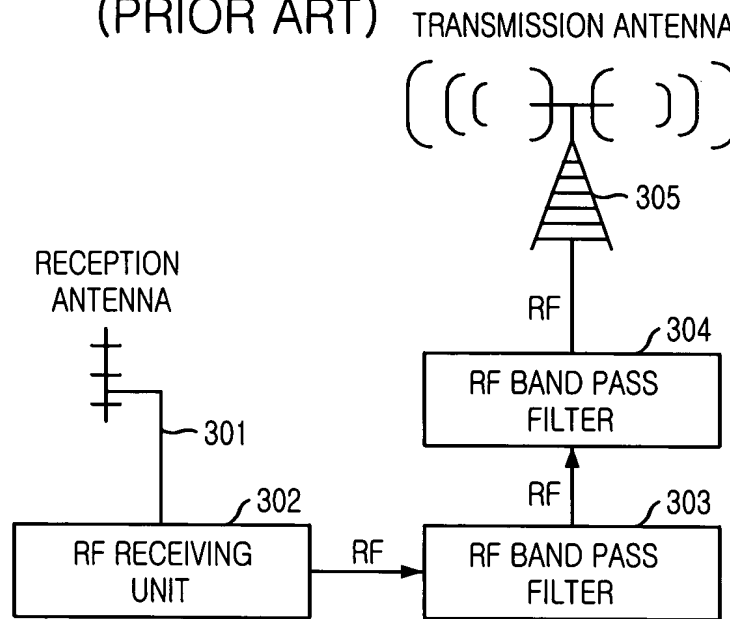 (PRIOR ART)
TRANSMISSION ANTENNA
305
RECEPTION
ANTENNA
RF
304
RF BAND PASS
FILTER
301
RF
302
303
RF RECEIVING
UNIT
RF
RF BAND PASS
FILTER